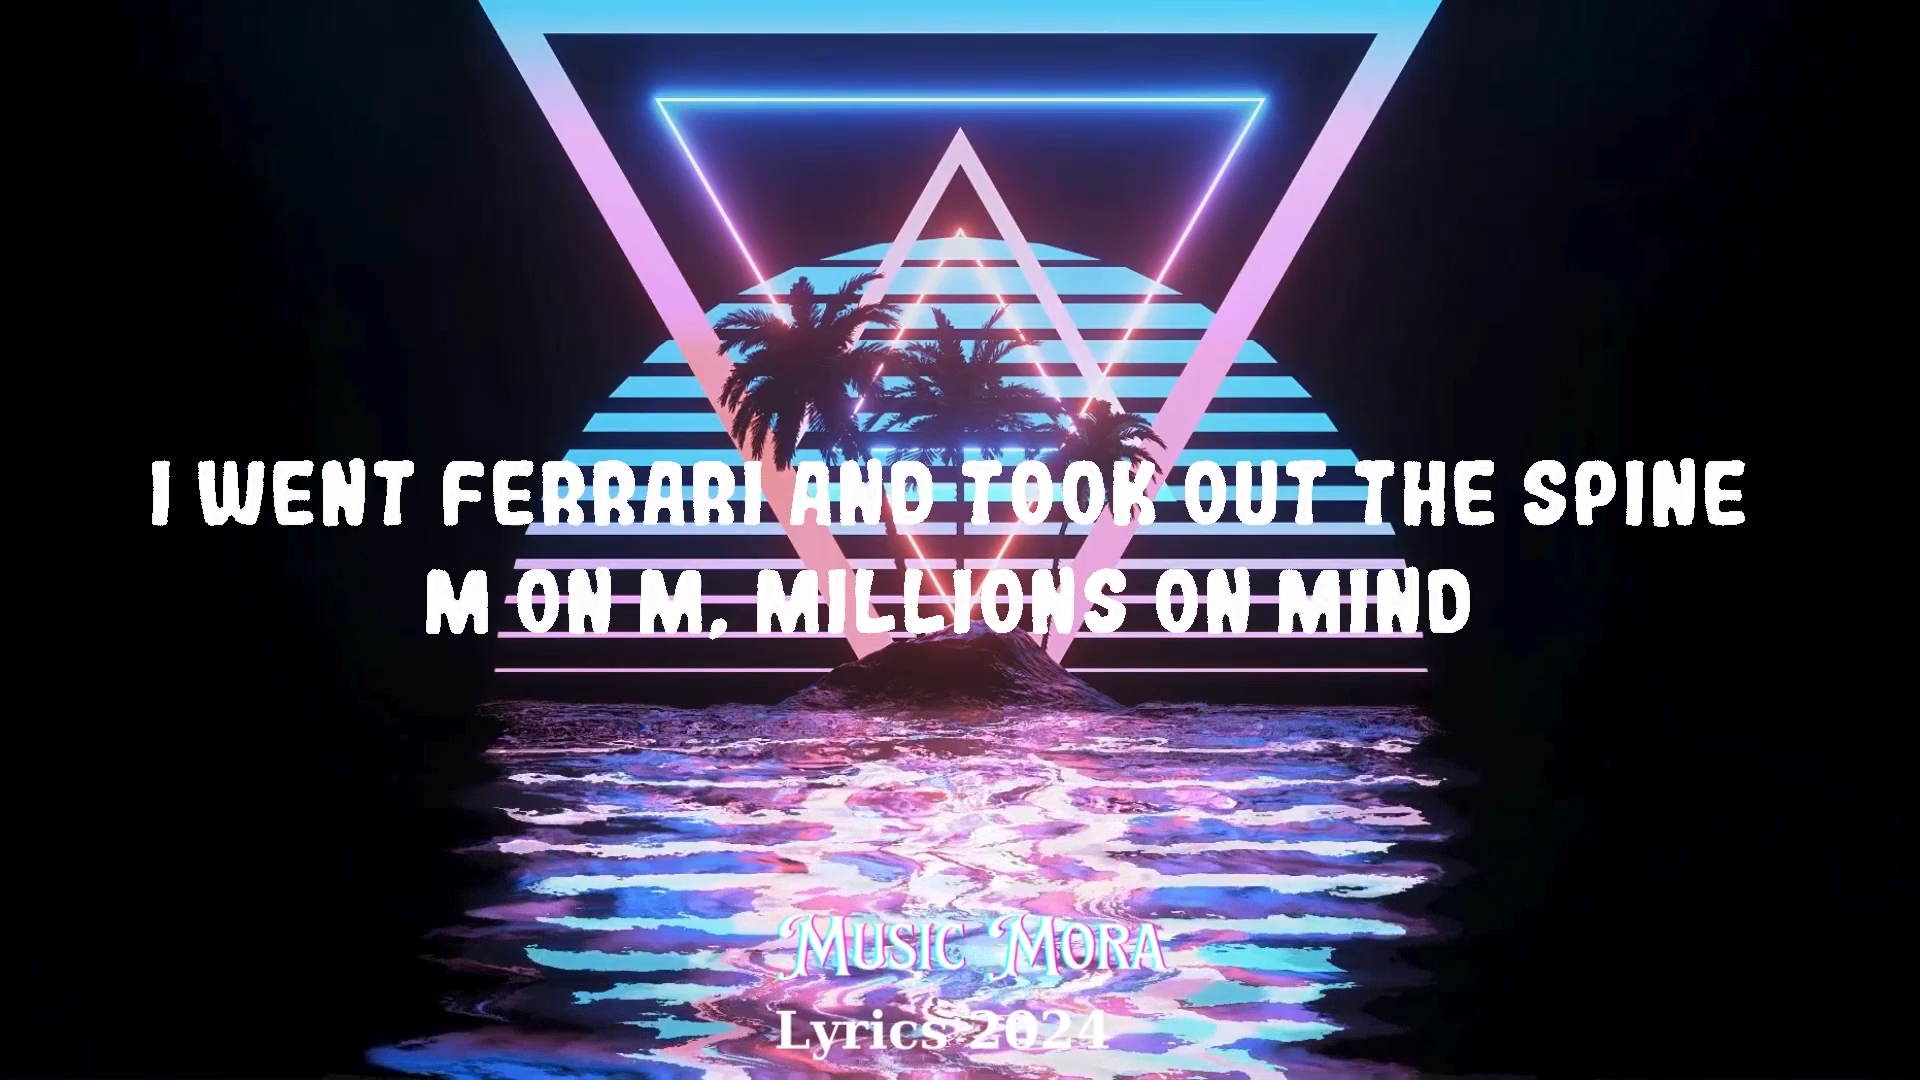 I WENT FERRARI AND TOOK OUT THE SPINE
M ON M, MILLIONS ON MIND
Music Mora
Lyrics 2024